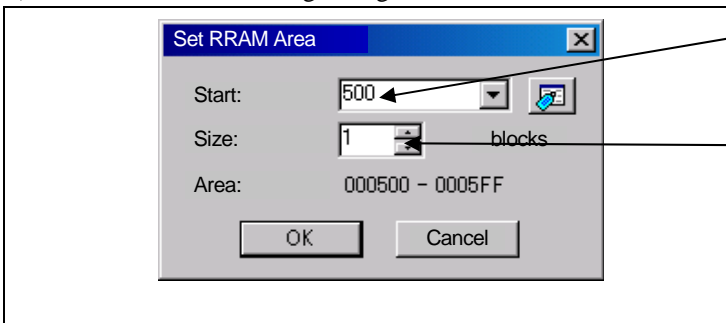 Set RRAM Area
Start: 500
Size: 1 blocks
Area: 000500 - 0005FF
OK Cancel